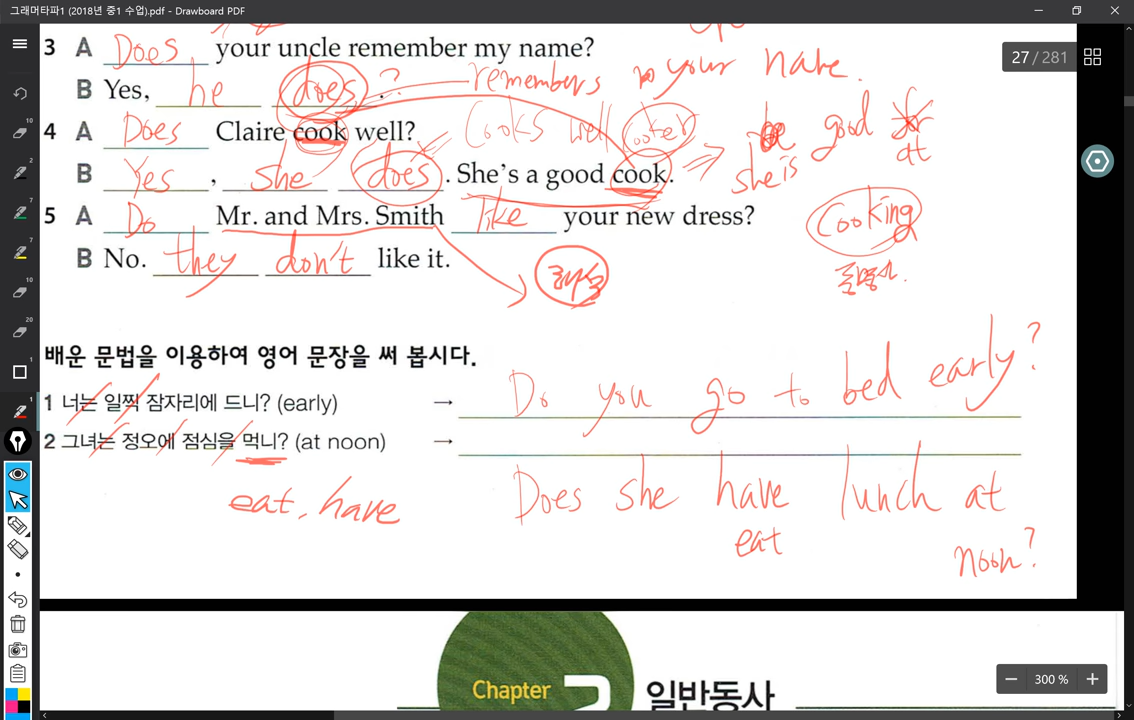 그래머타파1 (2018년 중1 수업).pdf - Drawboard PDF
27 / 281
3 A Does your uncle remember my name?
remembers your name.
B Yes, he does ?
4 A Does Claire cook well?
cooks well
good
at
B Yes , she does . She's a good cook.
she is
5 A Do Mr. and Mrs. Smith like your new dress?
Cooking
B No. they don't like it.
배운 문법을 이용하여 영어 문장을 써 봅시다.
1 너는 일찍 잠자리에 드니? (early) → Do you go to bed early?
2 그녀는 정오에 점심을 먹니? (at noon) →
eat, have
Does she have lunch at
eat
noon?
Chapter 2 일반동사
300 %